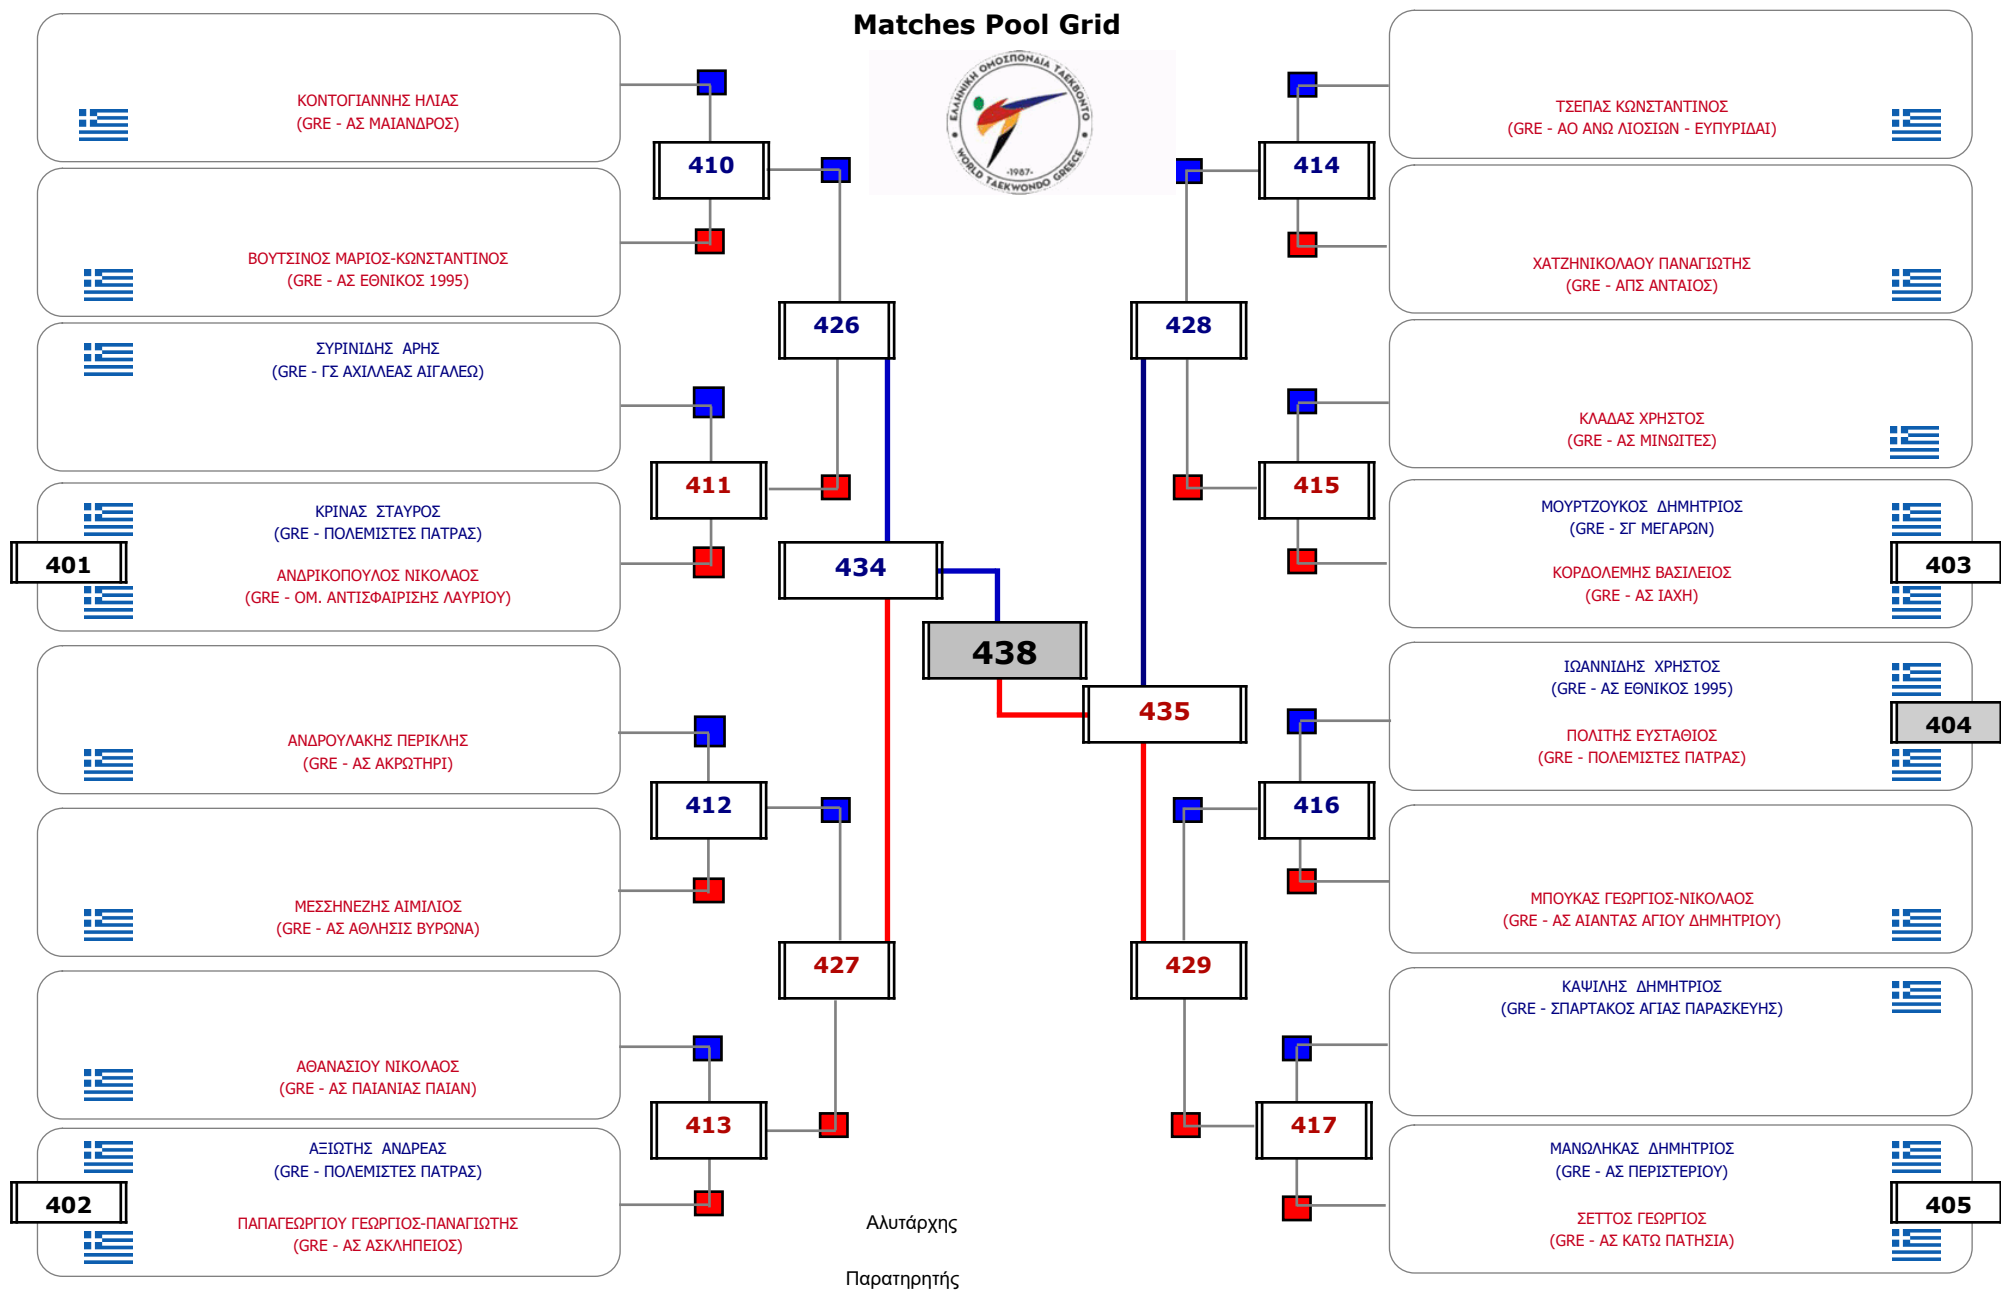 Matches Pool Grid
ΕΛΛΗΝΙΚΗ ΟΜΟΣΠΟΝΔΙΑ ΤΑΕΚΒΟΝΤΟ
-1987-
WORLD TAEKWONDO GREECE
ΚΟΝΤΟΓΙΑΝΝΗΣ ΗΛΙΑΣ
(GRE - ΑΣ ΜΑΙΑΝΔΡΟΣ)
410
ΒΟΥΤΣΙΝΟΣ ΜΑΡΙΟΣ-ΚΩΝΣΤΑΝΤΙΝΟΣ
(GRE - ΑΣ ΕΘΝΙΚΟΣ 1995)
426
ΣΥΡΙΝΙΔΗΣ ΑΡΗΣ
(GRE - ΓΣ ΑΧΙΛΛΕΑΣ ΑΙΓΑΛΕΩ)
411
ΚΡΙΝΑΣ ΣΤΑΥΡΟΣ
(GRE - ΠΟΛΕΜΙΣΤΕΣ ΠΑΤΡΑΣ)
401
ΑΝΔΡΙΚΟΠΟΥΛΟΣ ΝΙΚΟΛΑΟΣ
(GRE - ΟΜ. ΑΝΤΙΣΦΑΙΡΙΣΗΣ ΛΑΥΡΙΟΥ)
434
438
435
ΑΝΔΡΟΥΛΑΚΗΣ ΠΕΡΙΚΛΗΣ
(GRE - ΑΣ ΑΚΡΩΤΗΡΙ)
412
ΜΕΣΣΗΝΕΖΗΣ ΑΙΜΙΛΙΟΣ
(GRE - ΑΣ ΑΘΛΗΣΙΣ ΒΥΡΩΝΑ)
427
ΑΘΑΝΑΣΙΟΥ ΝΙΚΟΛΑΟΣ
(GRE - ΑΣ ΠΑΙΑΝΙΑΣ ΠΑΙΑΝ)
413
ΑΞΙΩΤΗΣ ΑΝΔΡΕΑΣ
(GRE - ΠΟΛΕΜΙΣΤΕΣ ΠΑΤΡΑΣ)
402
ΠΑΠΑΓΕΩΡΓΙΟΥ ΓΕΩΡΓΙΟΣ-ΠΑΝΑΓΙΩΤΗΣ
(GRE - ΑΣ ΑΣΚΛΗΠΕΙΟΣ)
ΤΣΕΠΑΣ ΚΩΝΣΤΑΝΤΙΝΟΣ
(GRE - ΑΟ ΑΝΩ ΛΙΟΣΙΩΝ - ΕΥΠΥΡΙΔΑΙ)
414
ΧΑΤΖΗΝΙΚΟΛΑΟΥ ΠΑΝΑΓΙΩΤΗΣ
(GRE - ΑΠΣ ΑΝΤΑΙΟΣ)
428
ΚΛΑΔΑΣ ΧΡΗΣΤΟΣ
(GRE - ΑΣ ΜΙΝΩΙΤΕΣ)
415
ΜΟΥΡΤΖΟΥΚΟΣ ΔΗΜΗΤΡΙΟΣ
(GRE - ΣΓ ΜΕΓΑΡΩΝ)
403
ΚΟΡΔΟΛΕΜΗΣ ΒΑΣΙΛΕΙΟΣ
(GRE - ΑΣ ΙΑΧΗ)
ΙΩΑΝΝΙΔΗΣ ΧΡΗΣΤΟΣ
(GRE - ΑΣ ΕΘΝΙΚΟΣ 1995)
404
ΠΟΛΙΤΗΣ ΕΥΣΤΑΘΙΟΣ
(GRE - ΠΟΛΕΜΙΣΤΕΣ ΠΑΤΡΑΣ)
416
ΜΠΟΥΚΑΣ ΓΕΩΡΓΙΟΣ-ΝΙΚΟΛΑΟΣ
(GRE - ΑΣ ΑΙΑΝΤΑΣ ΑΓΙΟΥ ΔΗΜΗΤΡΙΟΥ)
429
ΚΑΨΙΛΗΣ ΔΗΜΗΤΡΙΟΣ
(GRE - ΣΠΑΡΤΑΚΟΣ ΑΓΙΑΣ ΠΑΡΑΣΚΕΥΗΣ)
417
ΜΑΝΩΛΗΚΑΣ ΔΗΜΗΤΡΙΟΣ
(GRE - ΑΣ ΠΕΡΙΣΤΕΡΙΟΥ)
405
ΣΕΤΤΟΣ ΓΕΩΡΓΙΟΣ
(GRE - ΑΣ ΚΑΤΩ ΠΑΤΗΣΙΑ)
Αλυτάρχης
Παρατηρητής